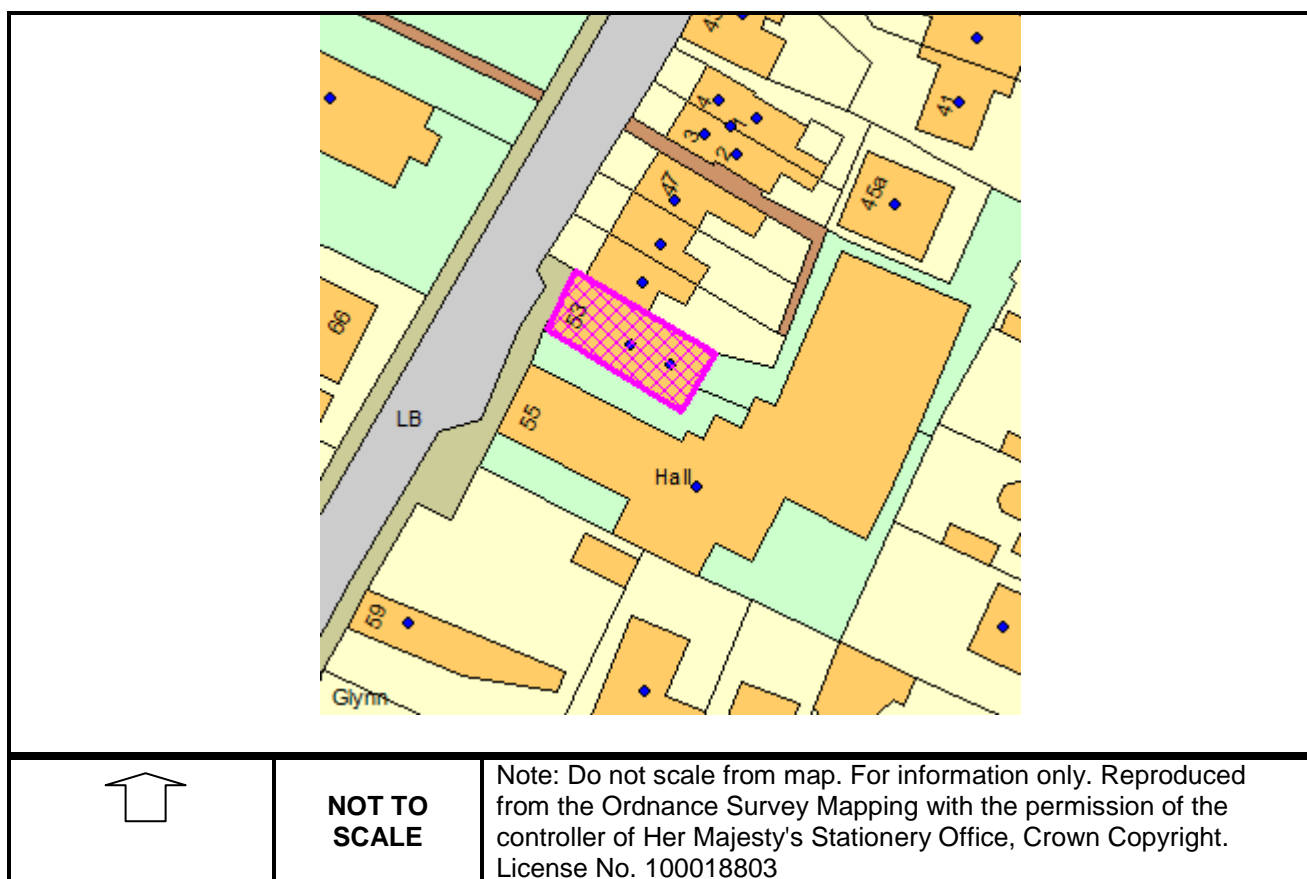 45
4
1
3
2
41
47
45a
53
66
55
LB
Hall
59
Glynn
NOT TO
SCALE
Note: Do not scale from map. For information only. Reproduced
from the Ordnance Survey Mapping with the permission of the
controller of Her Majesty's Stationery Office, Crown Copyright.
License No. 100018803